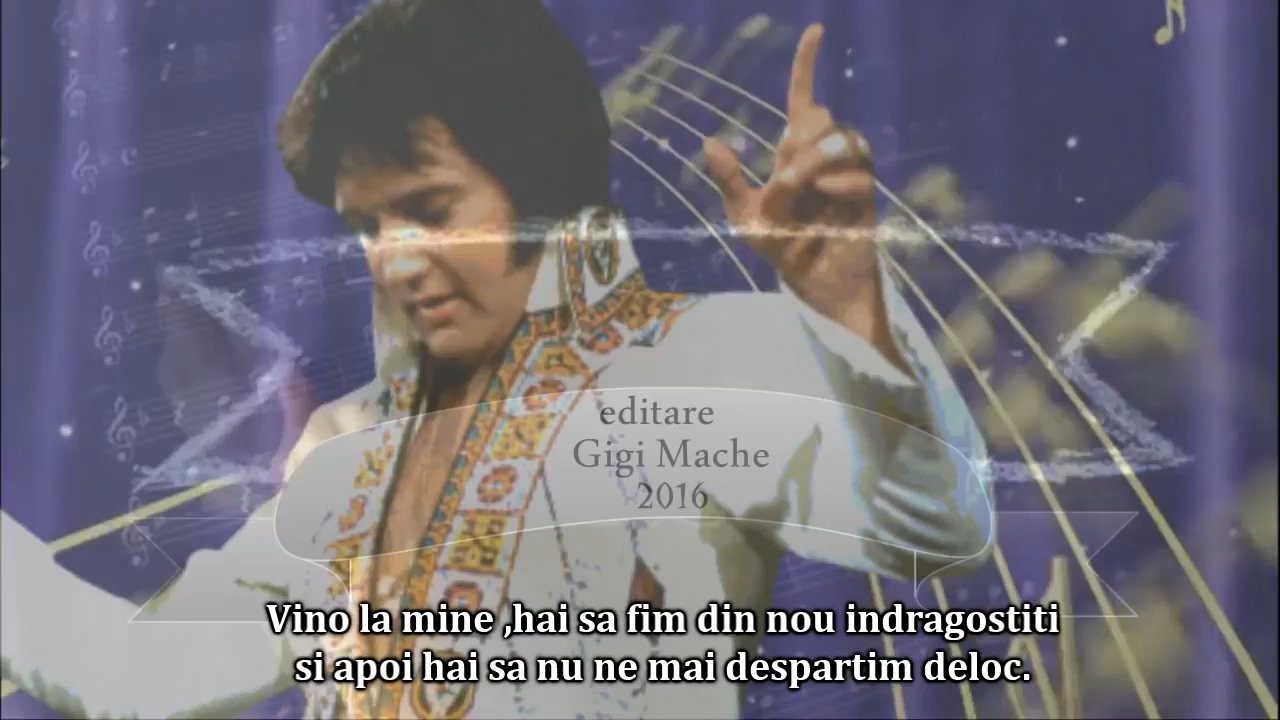 editare
Gigi Mache
2016
Vino la mine ,hai sa fim din nou indragostiti
si apoi hai sa nu ne mai despartim deloc.